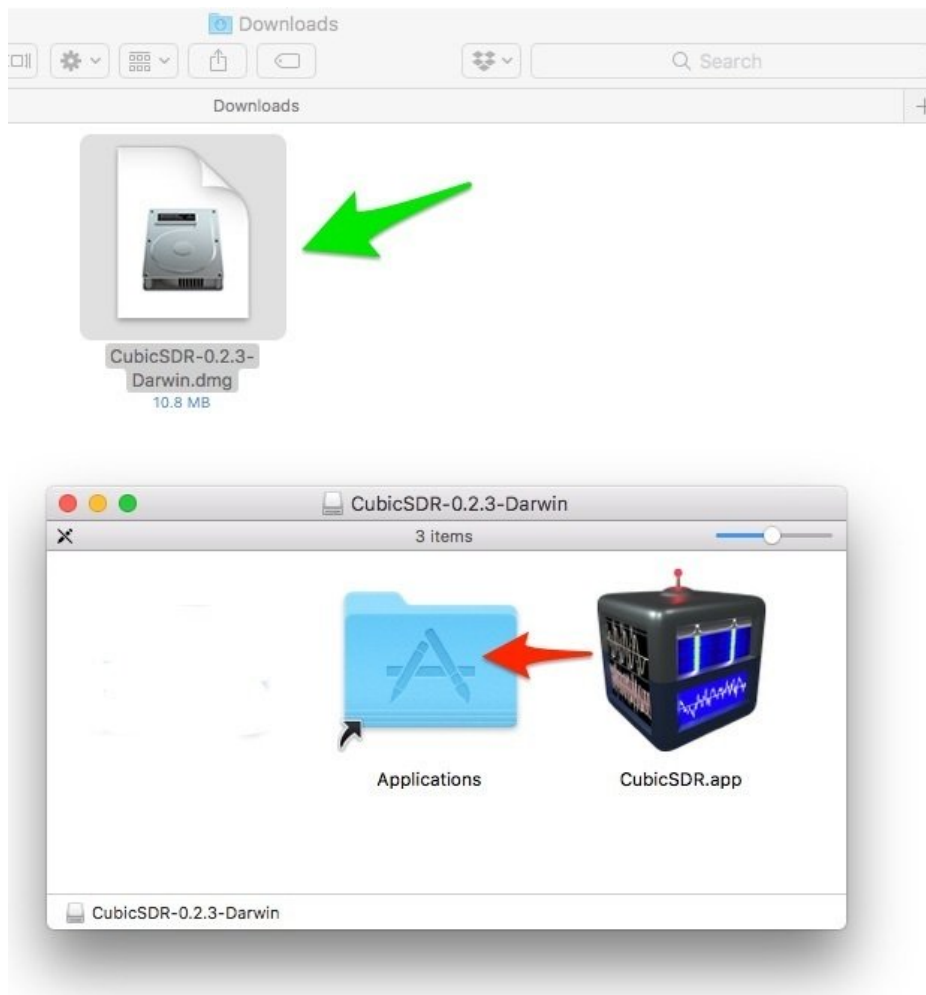 Downloads
Search
Downloads
CubicSDR-0.2.3-
Darwin.dmg
10.8 MB
CubicSDR-0.2.3-Darwin
3 items
Applications
CubicSDR.app
CubicSDR-0.2.3-Darwin